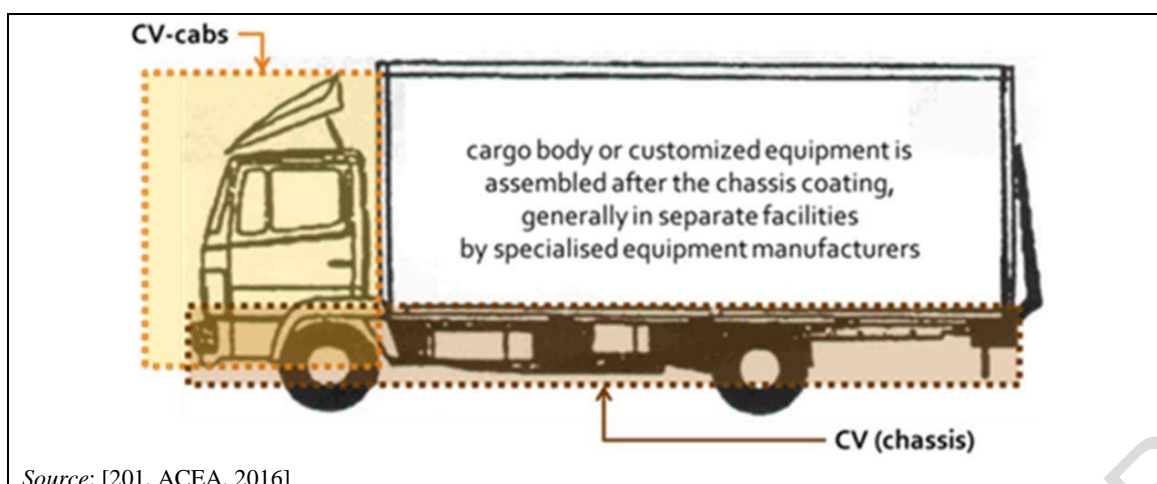 CV-cabs
cargo body or customized equipment is
assembled after the chassis coating,
generally in separate facilities
by specialised equipment manufacturers
CV (chassis)
Source: [201, ACEA, 2016]